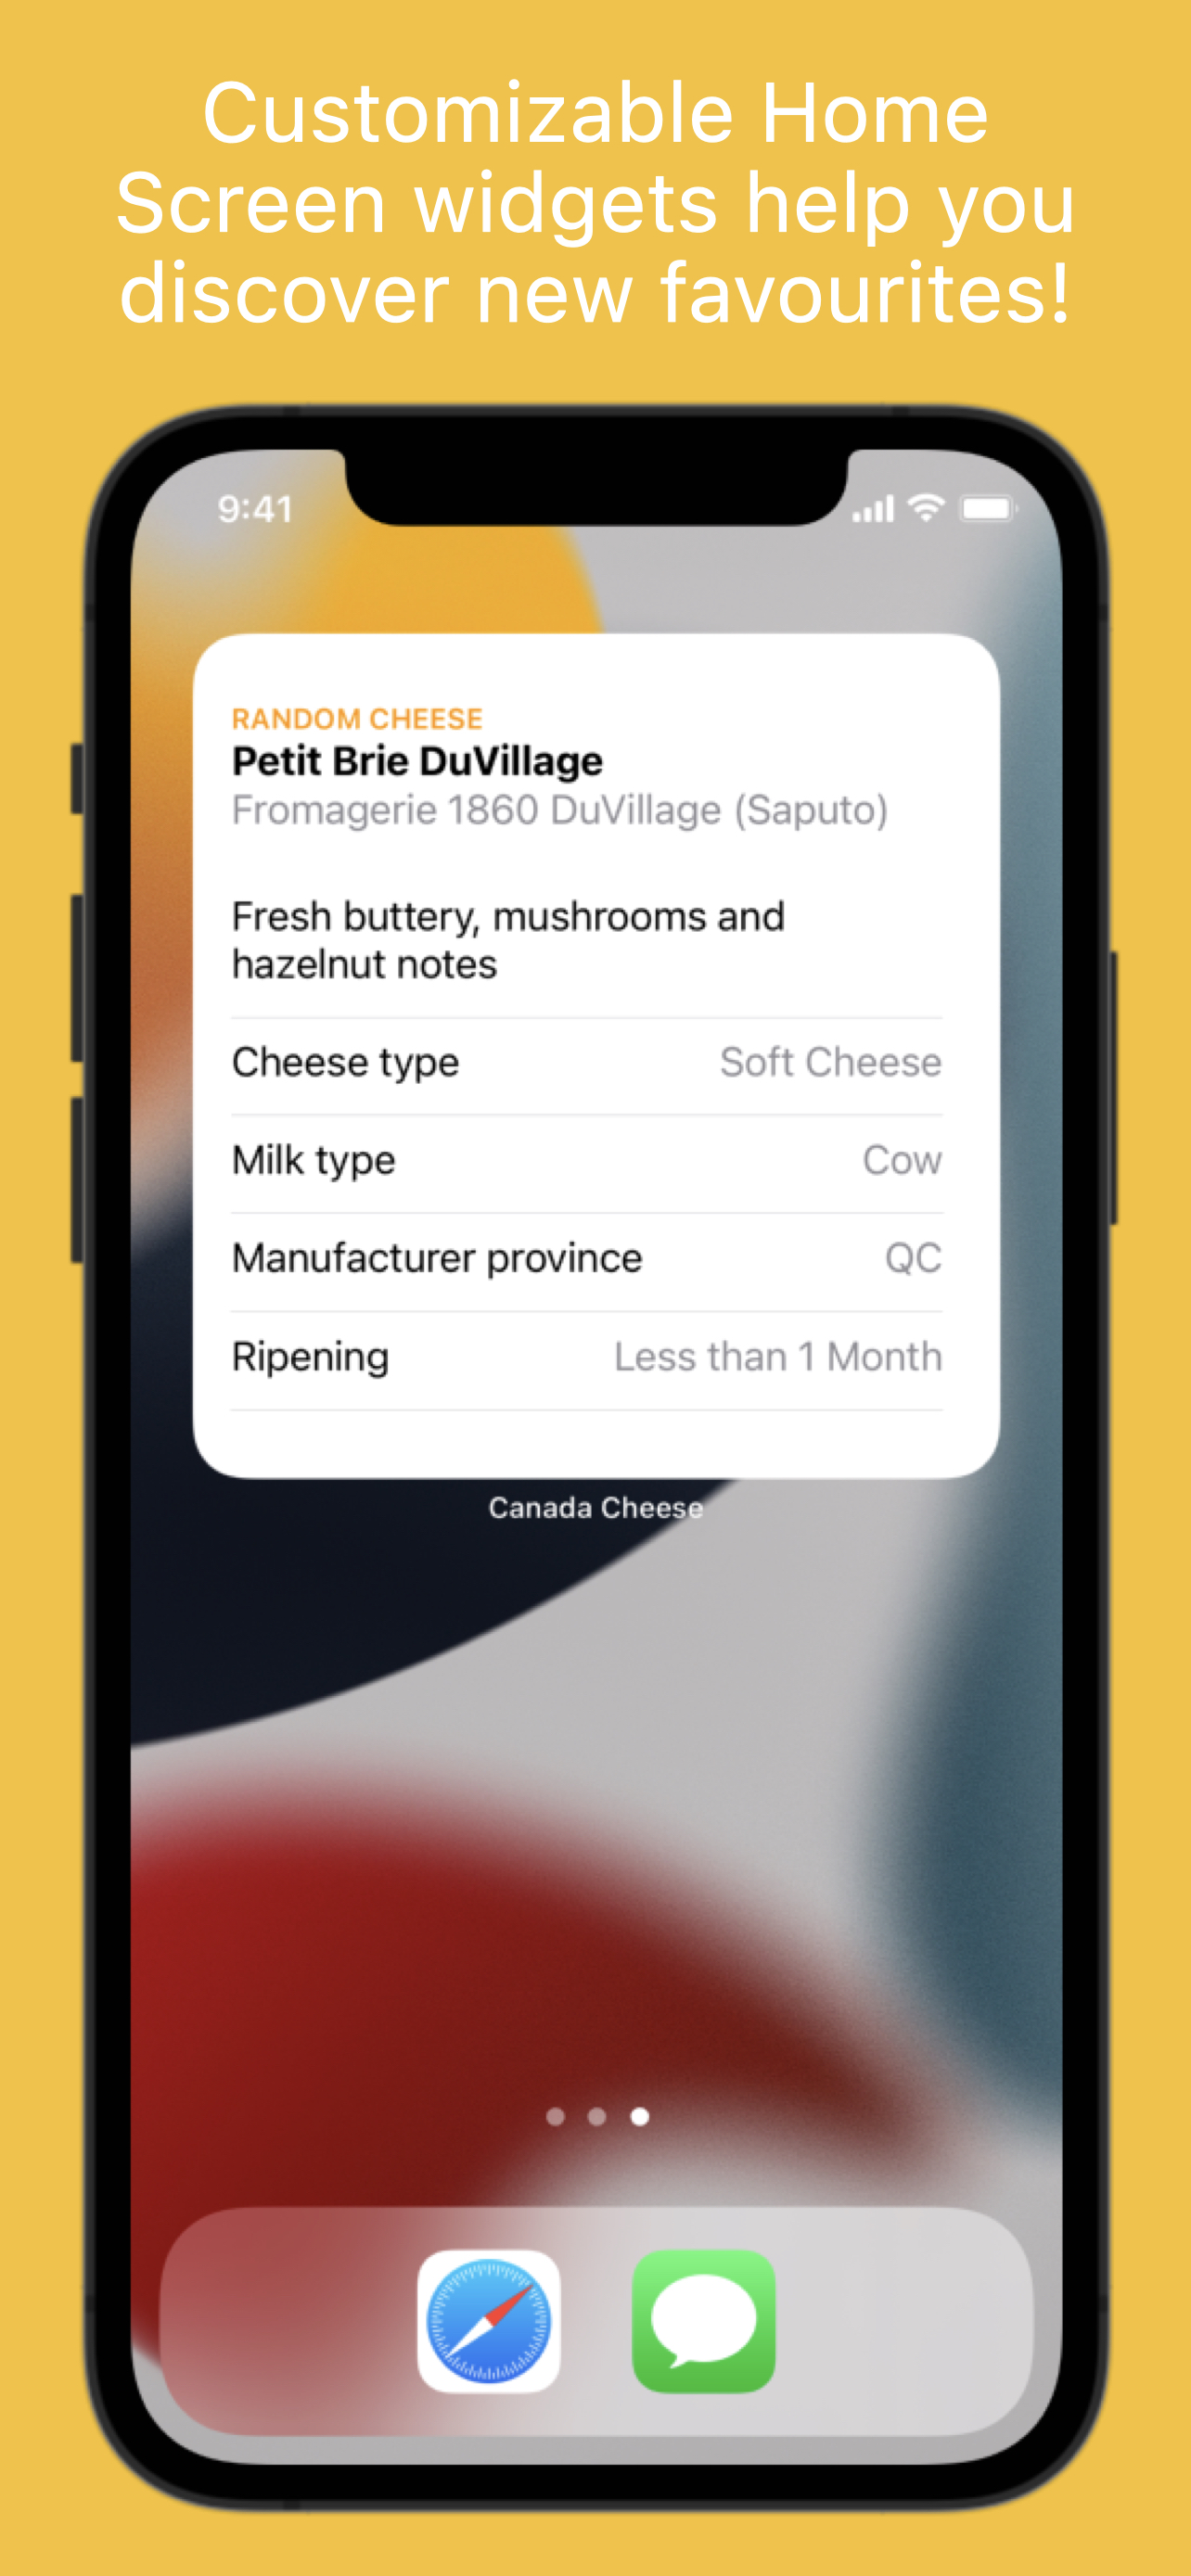 Customizable Home
Screen widgets help you
discover new favourites!
9:41
RANDOM CHEESE
Petit Brie DuVillage
Fromagerie 1860 DuVillage (Saputo)
Fresh buttery, mushrooms and
hazelnut notes
Cheese type Soft Cheese
Milk type Cow
Manufacturer province QC
Ripening Less than 1 Month
Canada Cheese